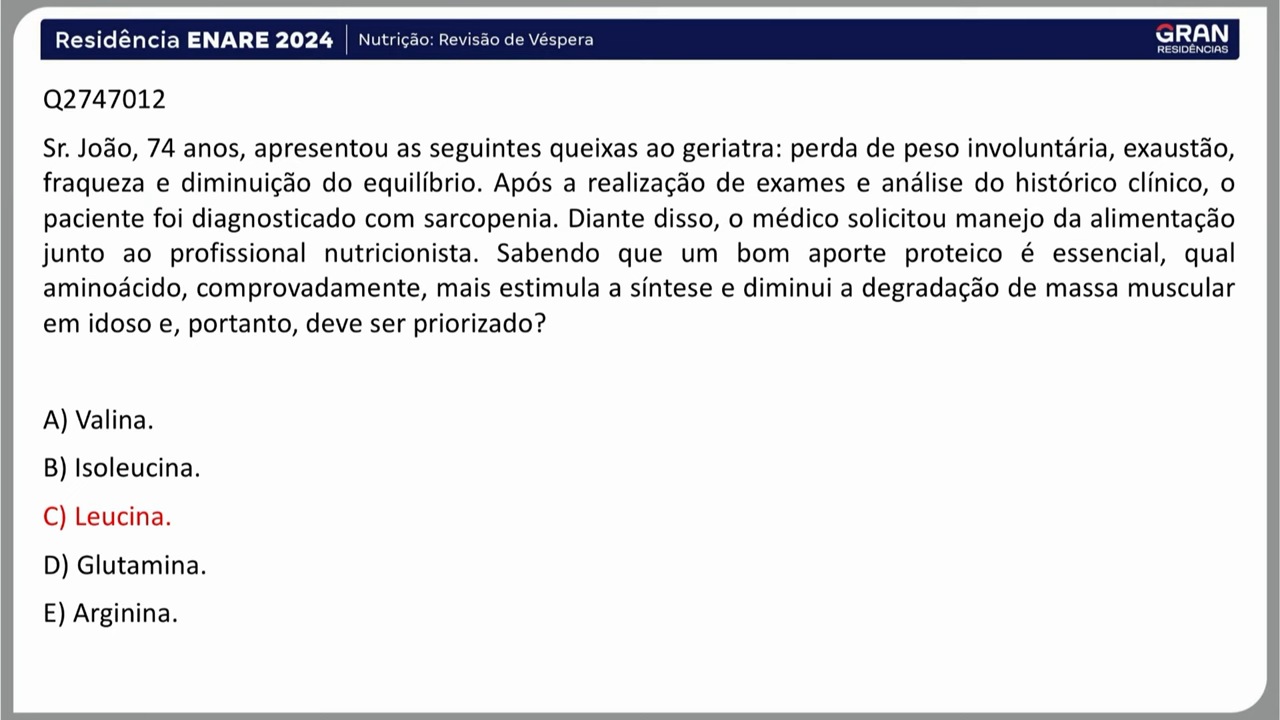 Residência ENARE 2024 | Nutrição: Revisão de Véspera
GRAN
RESIDÊNCIAS
Q2747012
Sr. João, 74 anos, apresentou as seguintes queixas ao geriatra: perda de peso involuntária, exaustão,
fraqueza e diminuição do equilíbrio. Após a realização de exames e análise do histórico clínico, o
paciente foi diagnosticado com sarcopenia. Diante disso, o médico solicitou manejo da alimentação
junto ao profissional nutricionista. Sabendo que um bom aporte proteico é essencial, qual
aminoácido, comprovadamente, mais estimula a síntese e diminui a degradação de massa muscular
em idoso e, portanto, deve ser priorizado?
A) Valina.
B) Isoleucina.
C) Leucina.
D) Glutamina.
E) Arginina.